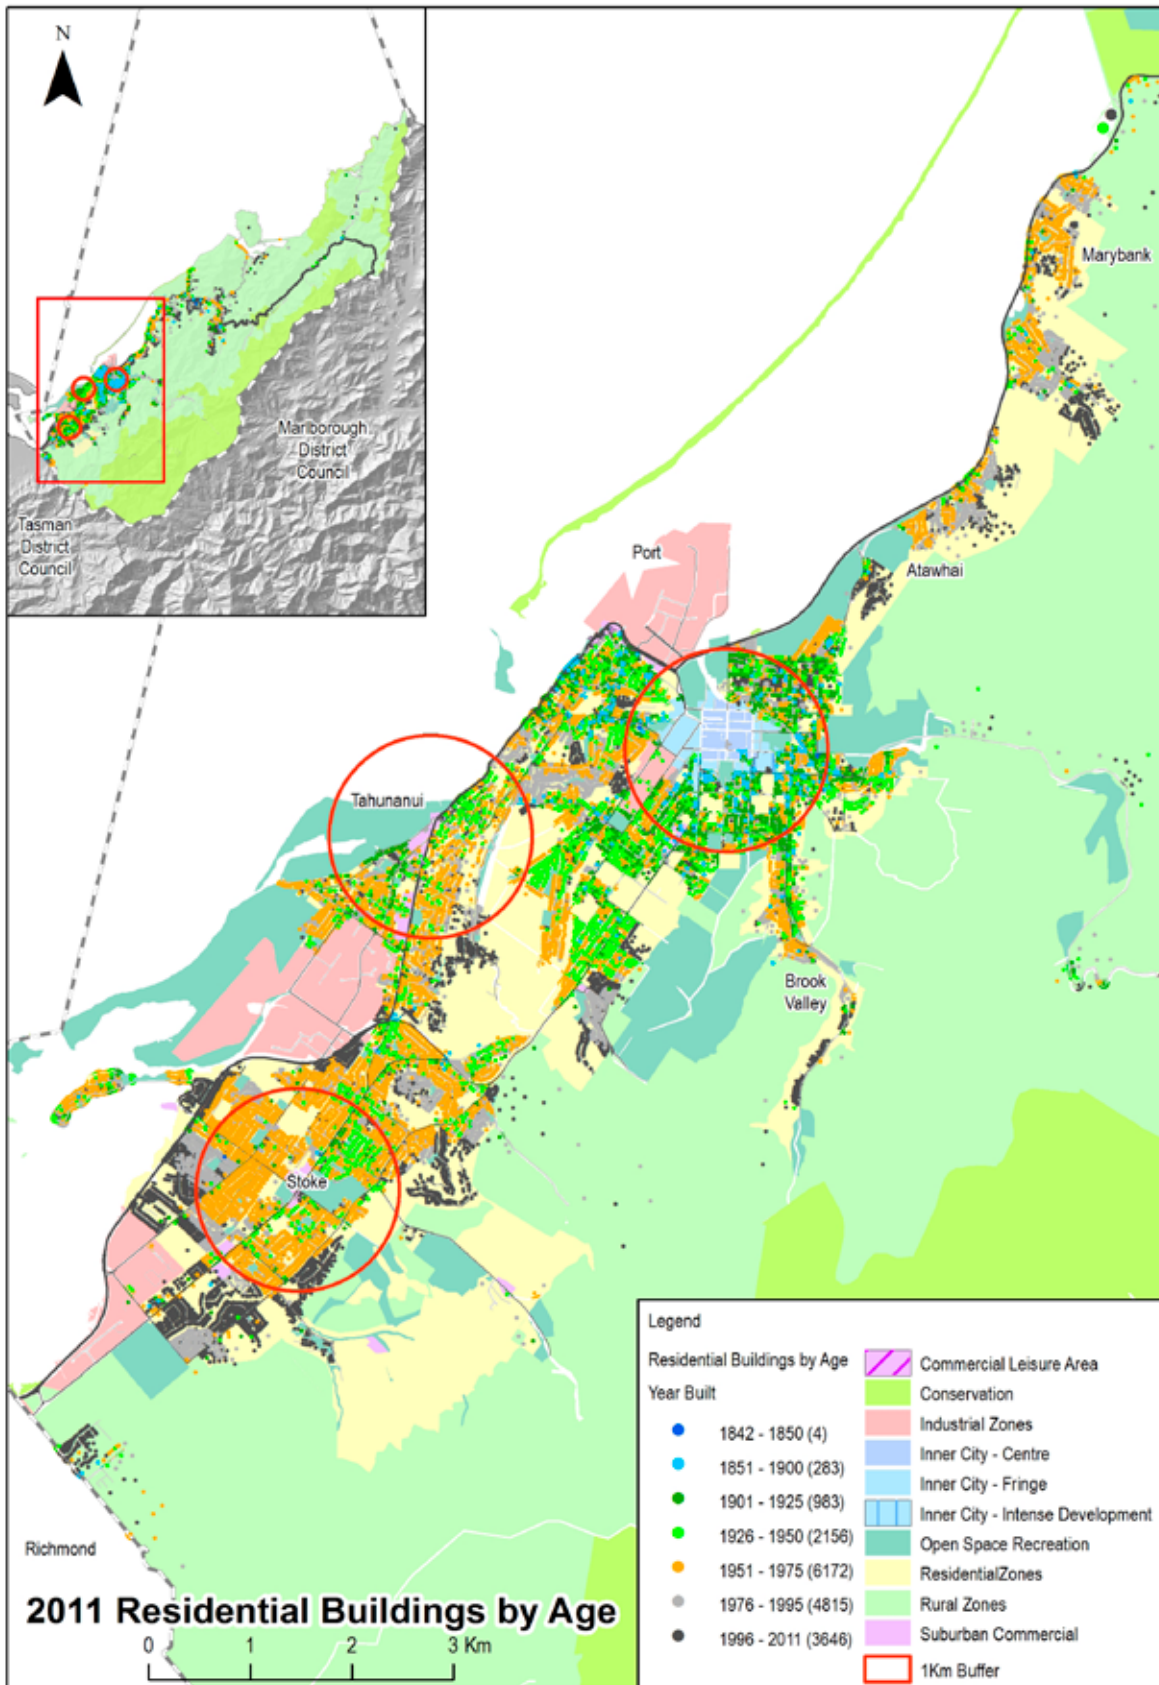 N
Marlborough
District
Council
Tasman
District
Council
Marybank
Port
Atawhai
Tahunanui
Brook
Valley
Stoke
Richmond
2011 Residential Buildings by Age
0 1 2 3 Km
Legend
Residential Buildings by Age
Year Built
1842 - 1850 (4)
1851 - 1900 (283)
1901 - 1925 (983)
1926 - 1950 (2156)
1951 - 1975 (6172)
1976 - 1995 (4815)
1996 - 2011 (3646)
Commercial Leisure Area
Conservation
Industrial Zones
Inner City - Centre
Inner City - Fringe
Inner City - Intense Development
Open Space Recreation
ResidentialZones
Rural Zones
Suburban Commercial
1Km Buffer